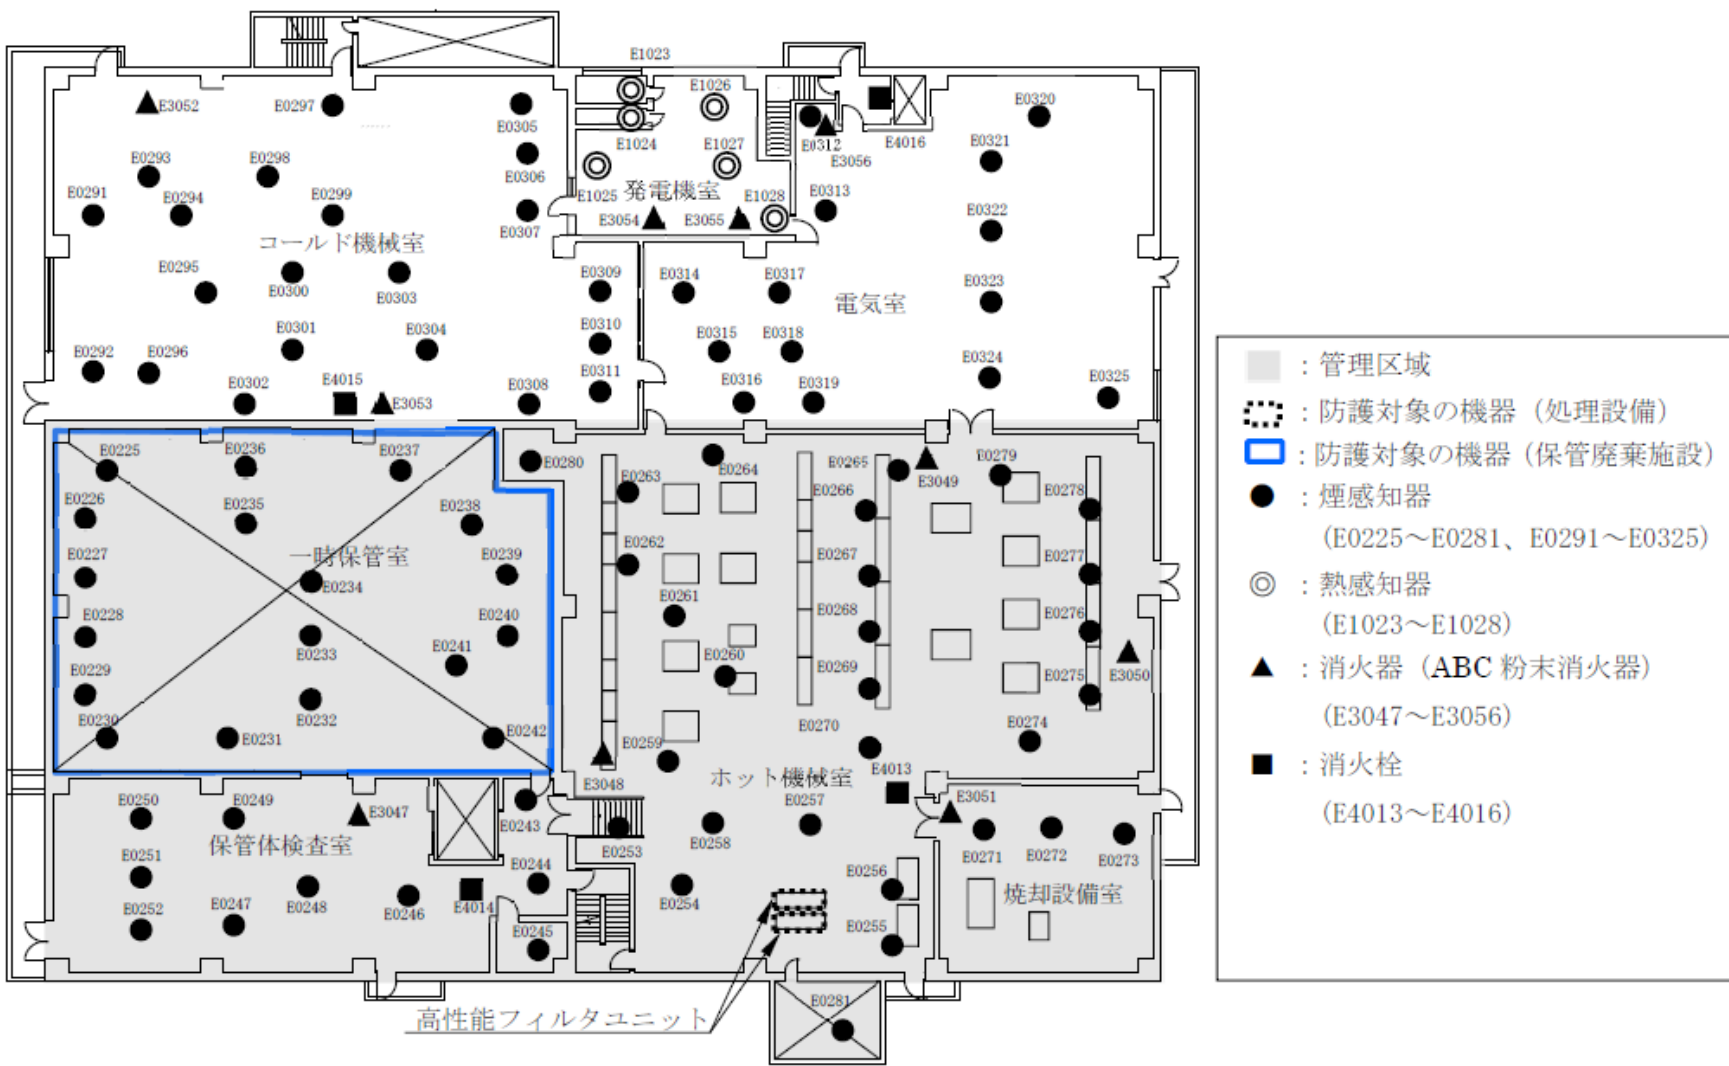 E1023
E3052
E0297
E0305
E1026
E0320
E1024
E1027
E0312
E4016
E3056
E0321
E0293
E0298
E0306
E1025
発電機室
E0291
E0294
E0299
E0307
E3054
E3055
E1028
E0313
E0322
コールド機械室
E0295
E0300
E0303
E0309
E0314
E0317
電気室
E0323
E0301
E0304
E0310
E0315
E0318
E0292
E0296
E0311
E0324
E0302
E4015
E3053
E0308
E0316
E0319
E0325
E0225
E0236
E0237
E0280
E0263
E0264
E0265
E3049
E0279
E0226
E0235
E0238
E0266
E0278
一時保管室
E0227
E0234
E0239
E0262
E0267
E0277
E0228
E0233
E0240
E0261
E0268
E0276
E0229
E0241
E0260
E0269
E0275
E3050
E0230
E0231
E0232
E0242
E0259
E0270
E0274
E3048
ホット機械室
E4013
E0250
E0249
E3047
E0243
E0253
E0258
E0257
E3051
E0271
E0272
E0273
保管体検査室
E0251
E0252
E0247
E0248
E0246
E4014
E0244
E0245
E0254
E0256
E0255
焼却設備室
E0281
高性能フィルタユニット
：管理区域
：防護対象の機器（処理設備）
：防護対象の機器（保管廃棄施設）
：煙感知器
（E0225～E0281、E0291～E0325）
：熱感知器
（E1023～E1028）
：消火器（ABC 粉末消火器）
（E3047～E3056）
：消火栓
（E4013～E4016）